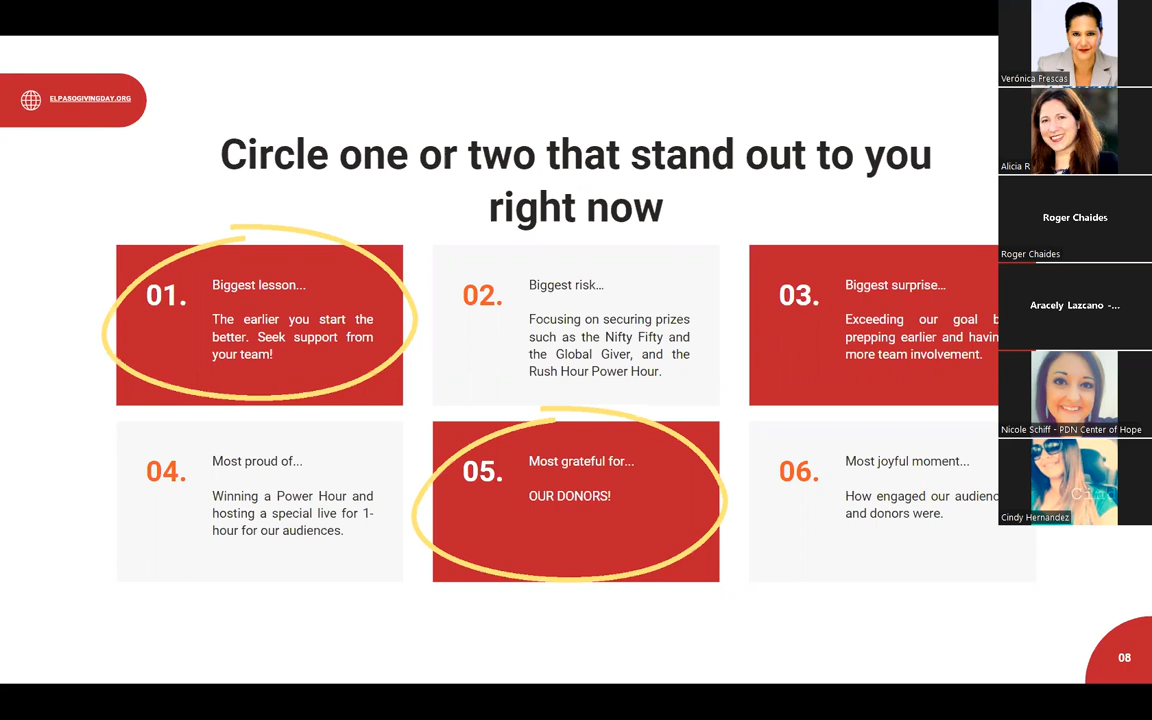 ELPASOGIVINGDAY.ORG
Circle one or two that stand out to you
right now
01.
Biggest lesson...
The earlier you start the
better. Seek support from
your team!
02.
Biggest risk...
Focusing on securing prizes
such as the Nifty Fifty and
the Global Giver, and the
Rush Hour Power Hour.
03.
Biggest surprise...
Exceeding our goal b
prepping earlier and havin
more team involvement.
04.
Most proud of...
Winning a Power Hour and
hosting a special live for 1-
hour for our audiences.
05.
Most grateful for...
OUR DONORS!
06.
Most joyful moment...
How engaged our audienc
and donors were.
08
Verónica Frescas
Alicia R
Roger Chaides
Roger Chaides
Aracely Lazcano -...
Nicole Schiff - PDN Center of Hope
Cindy Hernandez